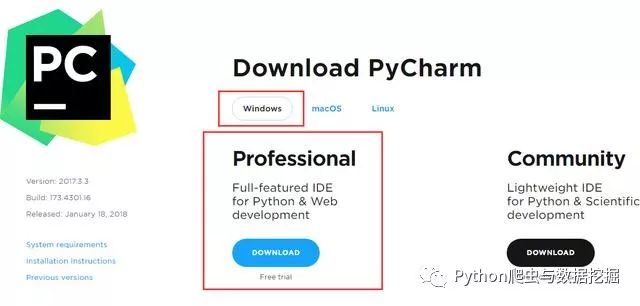 PC
Download PyCharm
Windows
macOS
Linux
Professional
Full-featured IDE
for Python & Web
development
DOWNLOAD
Free trial
Community
Lightweight IDE
for Python & Scientific
development
DOWNLOAD
Version: 2017.3.3
Build: 173.4301.16
Released: January 18, 2018
System requirements
Installation Instructions
Previous versions
Python爬虫与数据挖掘